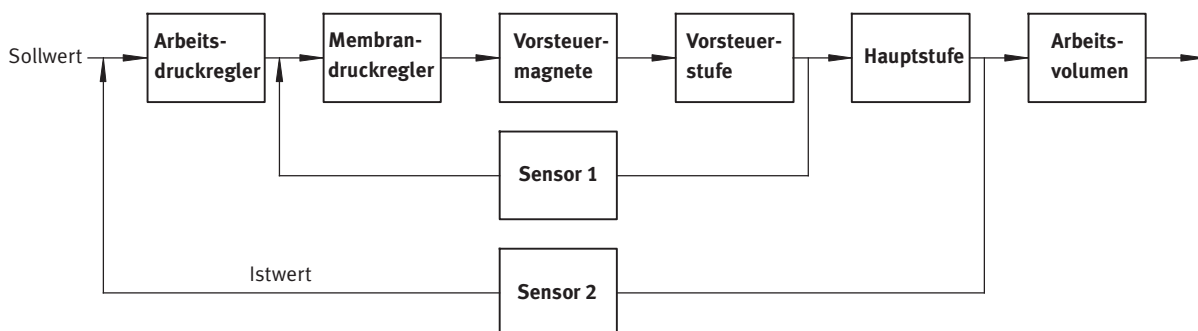 Sollwert
Arbeits-
druckregler
Membran-
druckregler
Vorsteuer-
magnete
Vorsteuer-
stufe
Hauptstufe
Arbeits-
volumen
Sensor 1
Istwert
Sensor 2